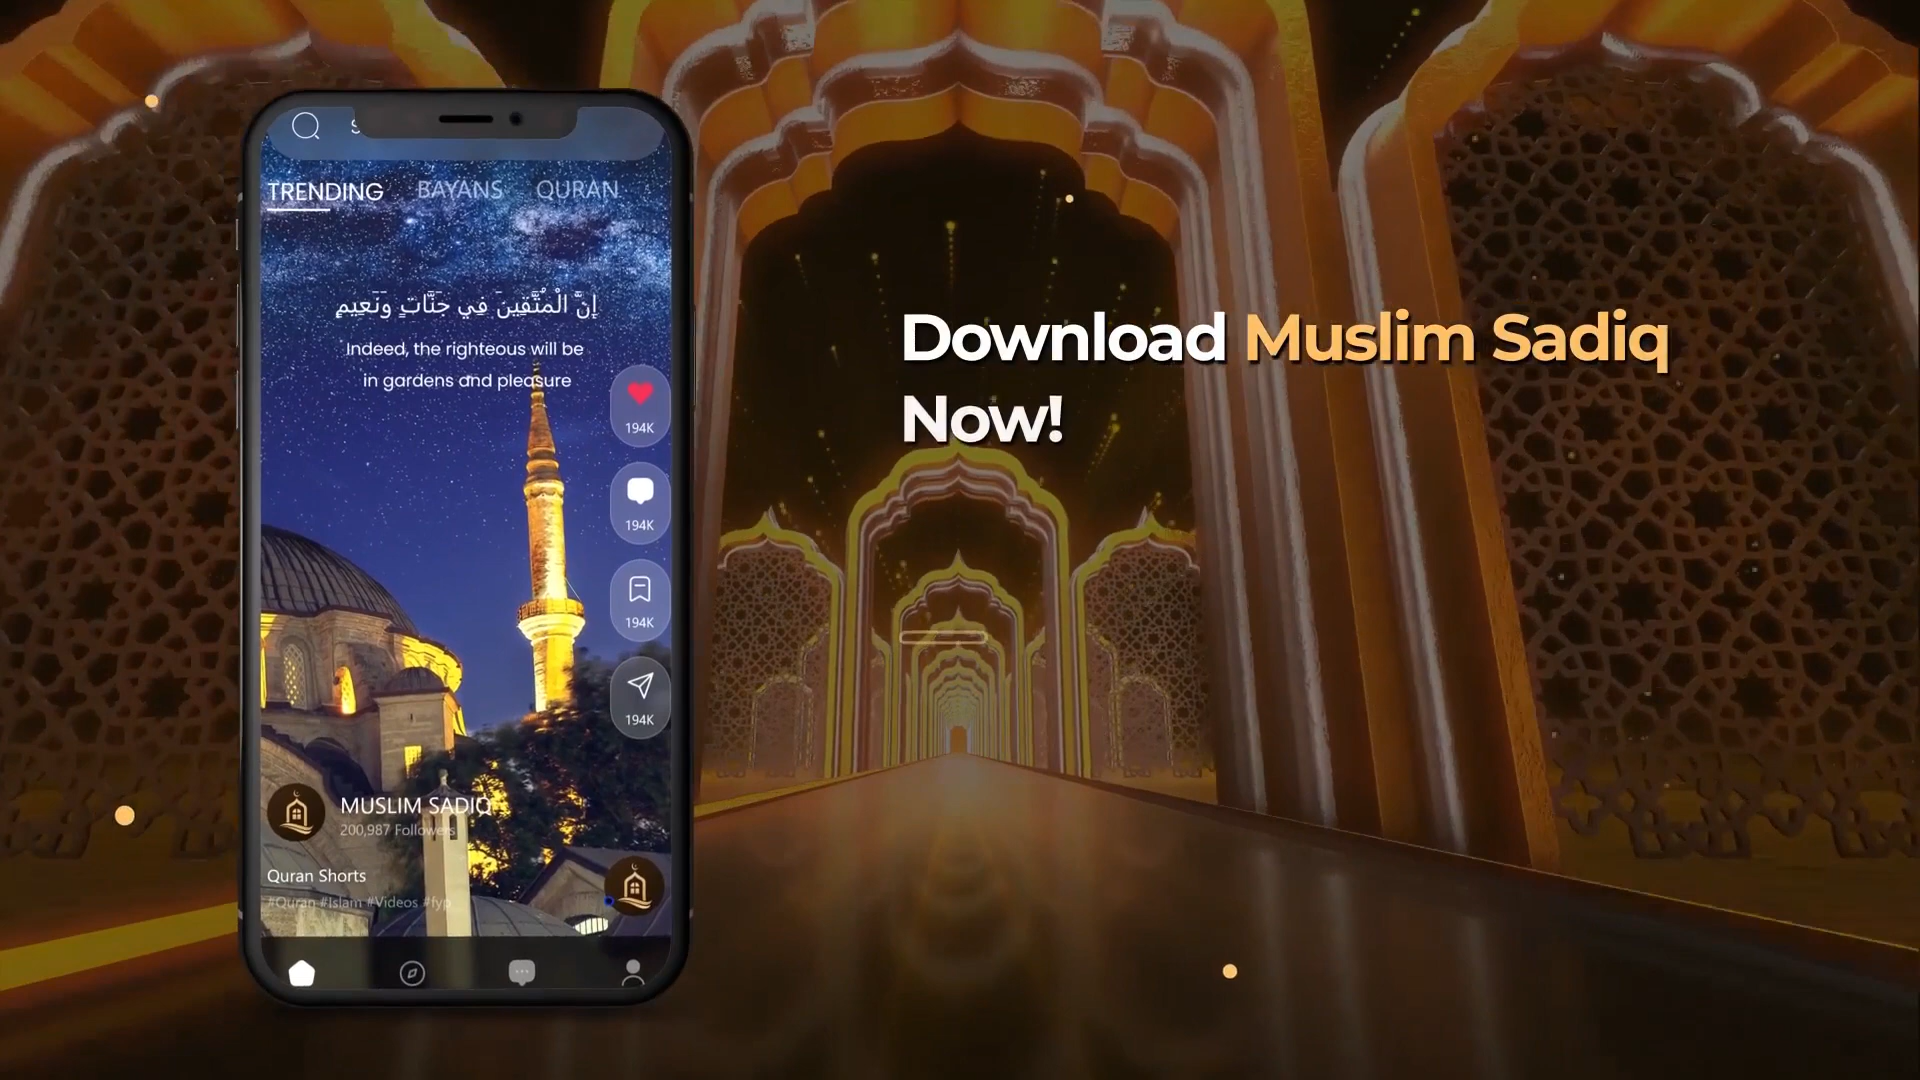 TRENDING BAYANS QURAN
إِنَّ الْمُتَّقِينَ فِي جَنَّاتٍ وَنَعِيمٍ
Indeed, the righteous will be
in gardens and pleasure
194K
194K
194K
194K
MUSLIM SADIQ
200,987 Followers
Quran Shorts
#Quran #Islam #Videos #fyp
Download Muslim Sadiq
Now!